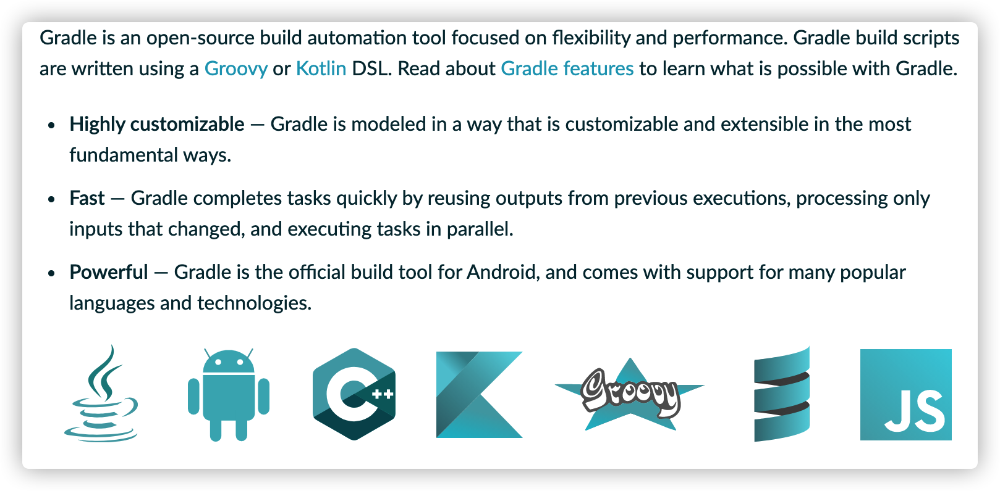 Gradle is an open-source build automation tool focused on flexibility and performance. Gradle build scripts
are written using a Groovy or Kotlin DSL. Read about Gradle features to learn what is possible with Gradle.
• Highly customizable — Gradle is modeled in a way that is customizable and extensible in the most
fundamental ways.
• Fast — Gradle completes tasks quickly by reusing outputs from previous executions, processing only
inputs that changed, and executing tasks in parallel.
• Powerful — Gradle is the official build tool for Android, and comes with support for many popular
languages and technologies.
C++ Groovy JS